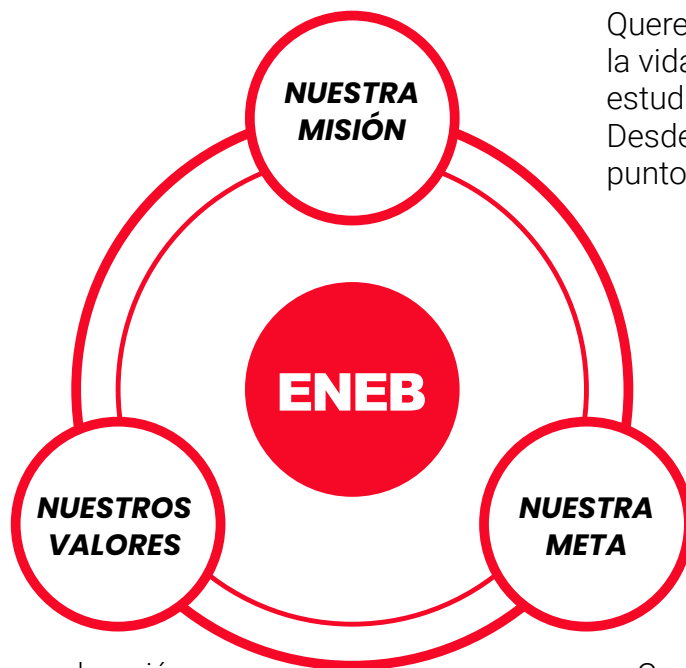 NUESTRA
MISIÓN
Quere
la vida
estud
Desde
punto
ENEB
NUESTROS
VALORES
NUESTRA
META